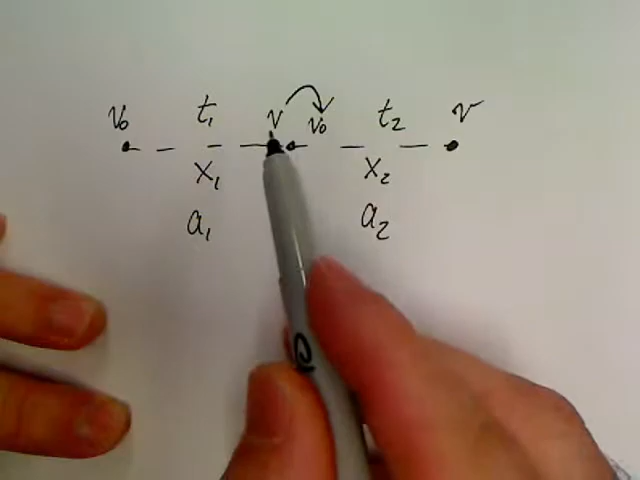 v₀ t₁ v v₀ t₂ v
x₁ x₂
a₁ a₂